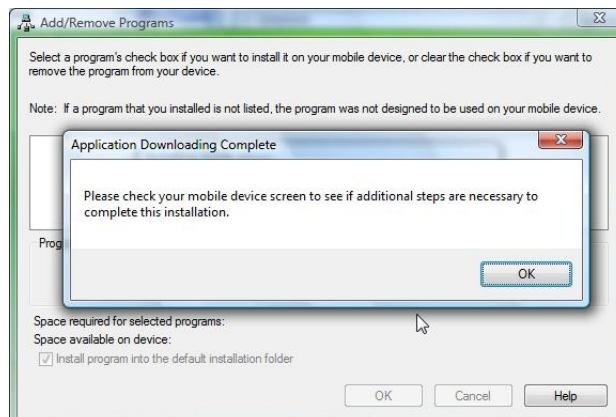 Add/Remove Programs
Select a program's check box if you want to install it on your mobile device, or clear the check box if you want to
remove the program from your device.
Note: If a program that you installed is not listed, the program was not designed to be used on your mobile device.
Application Downloading Complete
Please check your mobile device screen to see if additional steps are necessary to
complete this installation.
OK
Space required for selected programs:
Space available on device:
Install program into the default installation folder
OK Cancel Help